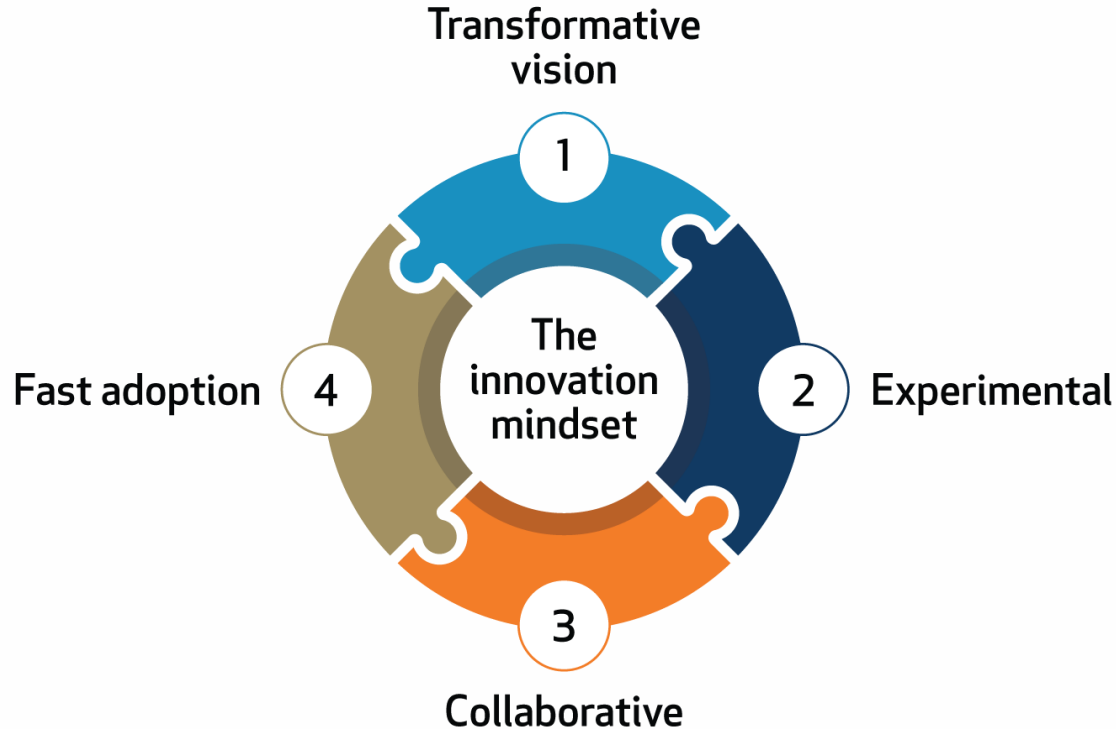 Transformative
vision
1
The
innovation
mindset
Fast adoption
4
2
Experimental
3
Collaborative